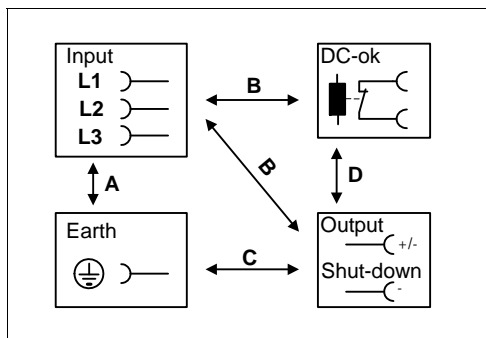 Input
L1
L2
L3
DC-ok
B
B
A
D
Earth
C
Output
+/-
Shut-down
-